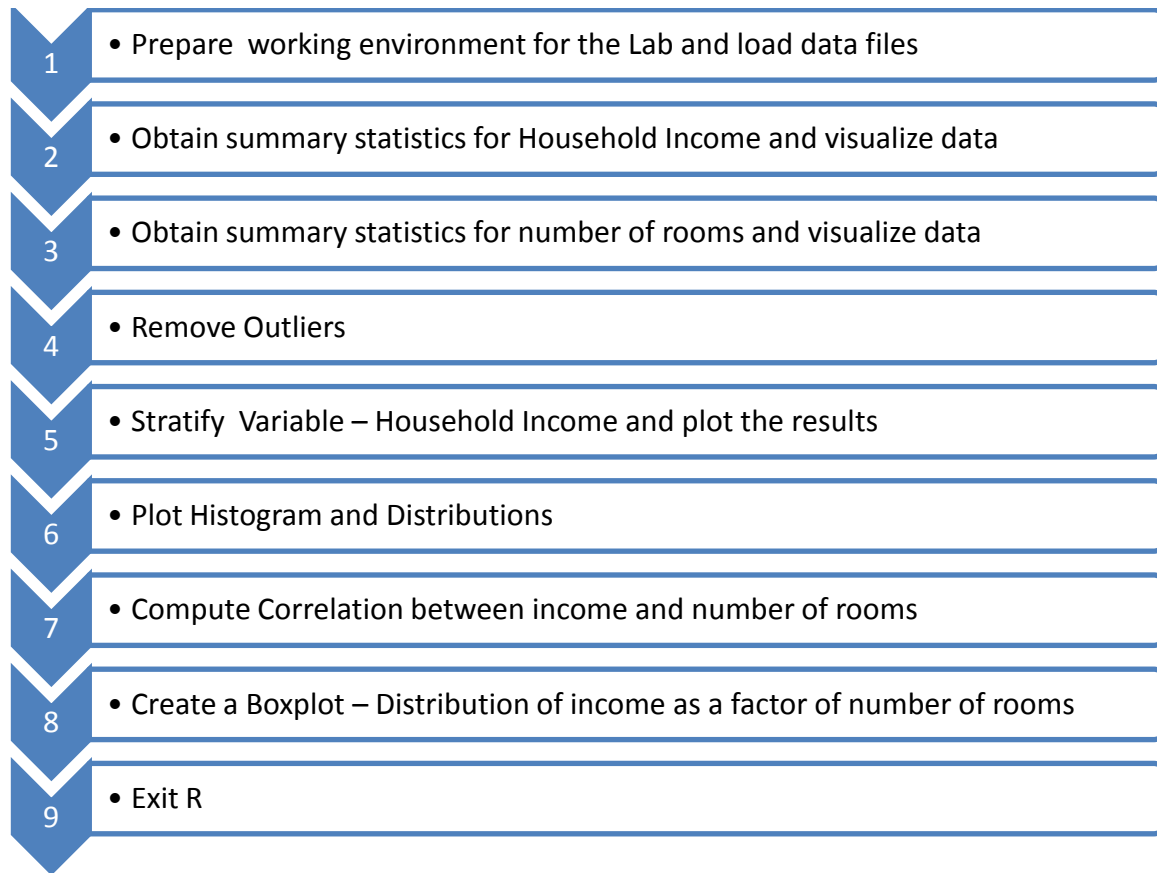 1
• Prepare working environment for the Lab and load data files
2
• Obtain summary statistics for Household Income and visualize data
3
• Obtain summary statistics for number of rooms and visualize data
4
• Remove Outliers
5
• Stratify Variable – Household Income and plot the results
6
• Plot Histogram and Distributions
7
• Compute Correlation between income and number of rooms
8
• Create a Boxplot – Distribution of income as a factor of number of rooms
9
• Exit R